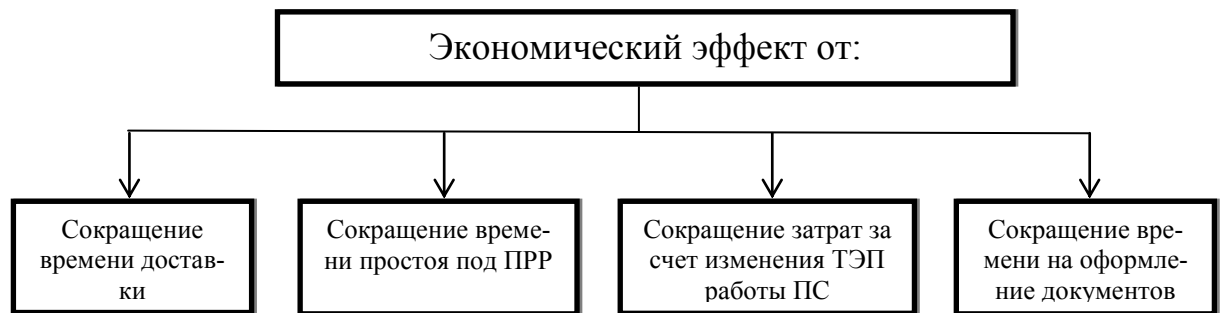 Экономический эффект от:
Сокращение
времени достав-
ки
Сокращение време-
ни простоя под ПРР
Сокращение затрат за
счет изменения ТЭП
работы ПС
Сокращение вре-
мени на оформле-
ние документов